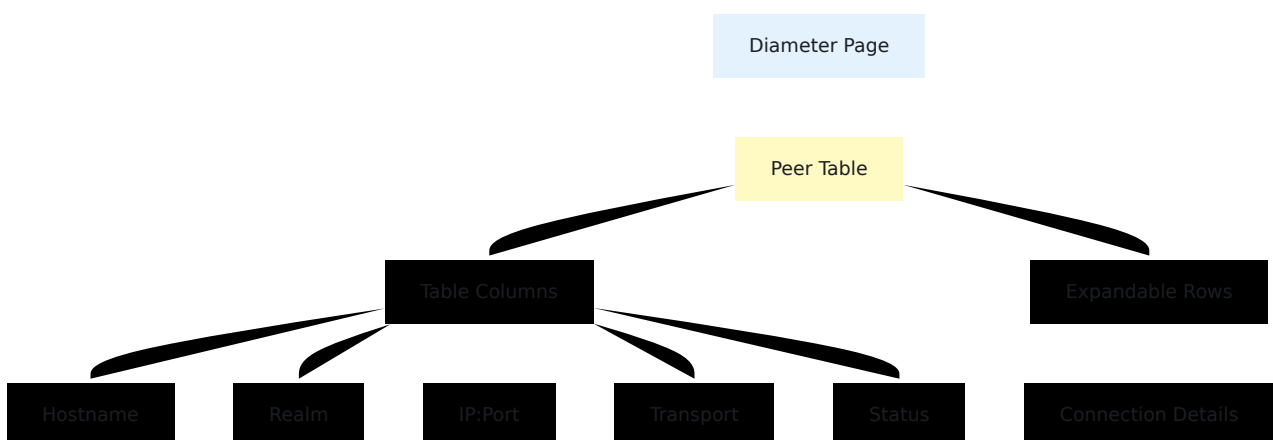 Diameter Page
Peer Table
Table Columns
Expandable Rows
Hostname
Realm
IP:Port
Transport
Status
Connection Details